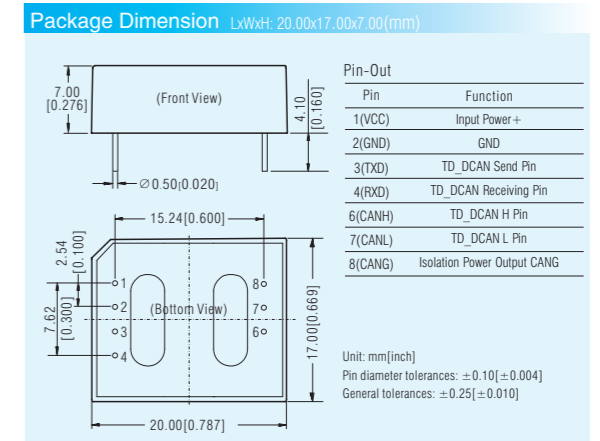 Package Dimension LxWxH: 20.00x17.00x7.00(mm)
7.00
[0.276]
(Front View)
4.10
[0.160]
∅0.50[0.020]
15.24[0.600]
2.54
[0.100]
7.62
[0.300]
1
2
3
4
(Bottom View)
8
7
6
17.00[0.669]
20.00[0.787]
Pin-Out
Pin Function
1(VCC) Input Power+
2(GND) GND
3(TXD) TD_DCAN Send Pin
4(RXD) TD_DCAN Receiving Pin
6(CANH) TD_DCAN H Pin
7(CANL) TD_DCAN L Pin
8(CANG) Isolation Power Output CANG
Unit: mm[inch]
Pin diameter tolerances: ±0.10[±0.004]
General tolerances: ±0.25[±0.010]